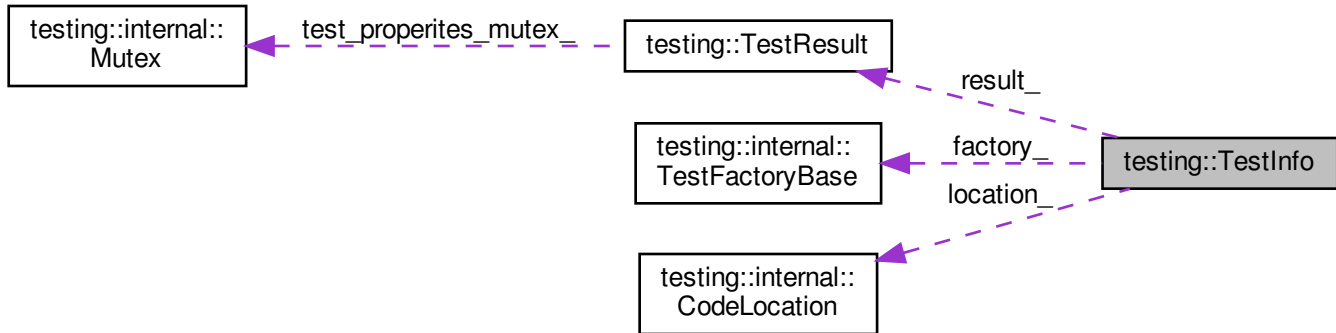 testing::internal::
Mutex
test_properites_mutex_
testing::TestResult
result_
testing::internal::
TestFactoryBase
factory_
testing::TestInfo
location_
testing::internal::
CodeLocation